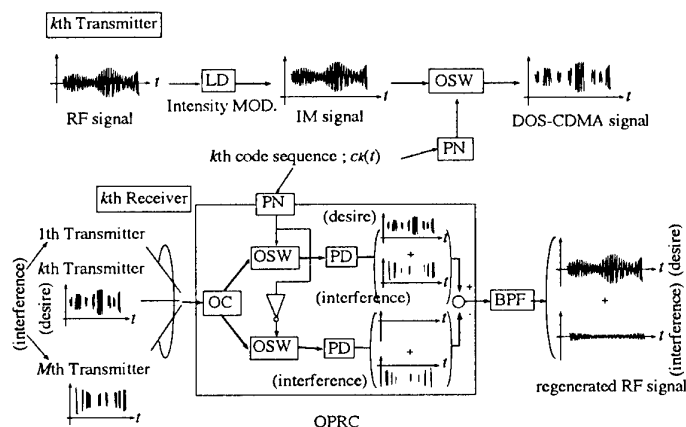 kth Transmitter
t
LD
t
OSW
t
RF signal
Intensity MOD.
IM signal
DOS-CDMA signal
PN
kth code sequence ; ck(t)
kth Receiver
PN
(desire)
t
1th Transmitter
OSW
PD
+
t
kth Transmitter
(interference)
(desire)
OC
t
(interference)
+
-
BPF
t
+
t
(desire)
(interference)
t
OSW
PD
+
t
Mth Transmitter
(interference)
t
regenerated RF signal
OPRC